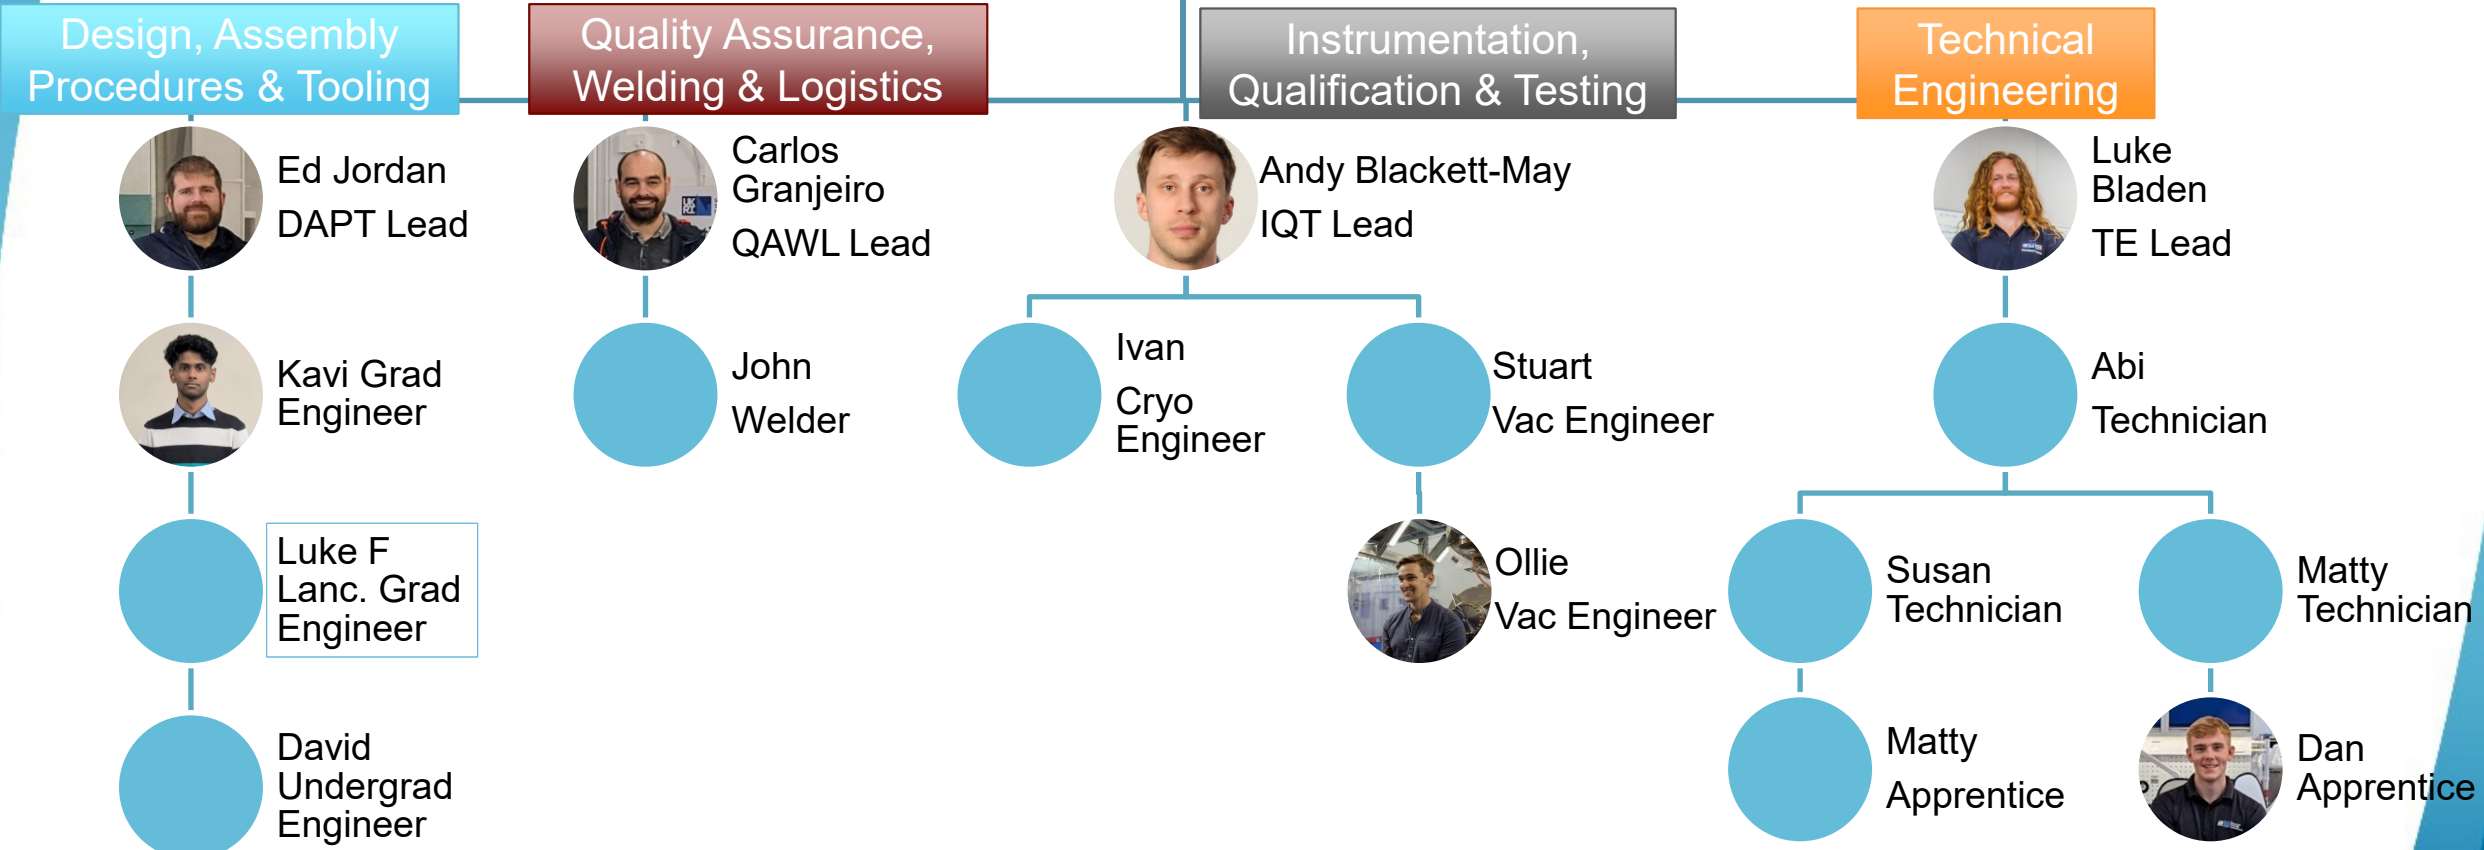 Design, Assembly
Procedures & Tooling
Quality Assurance,
Welding & Logistics
Instrumentation,
Qualification & Testing
Technical
Engineering
Ed Jordan
DAPT Lead
Carlos
Granjeiro
QAWL Lead
Andy Blackett-May
IQT Lead
Luke
Bladen
TE Lead
Kavi Grad
Engineer
John
Welder
Ivan
Cryo
Engineer
Stuart
Vac Engineer
Abi
Technician
Luke F
Lanc. Grad
Engineer
Ollie
Vac Engineer
Susan
Technician
Matty
Technician
David
Undergrad
Engineer
Matty
Apprentice
Dan
Apprentice